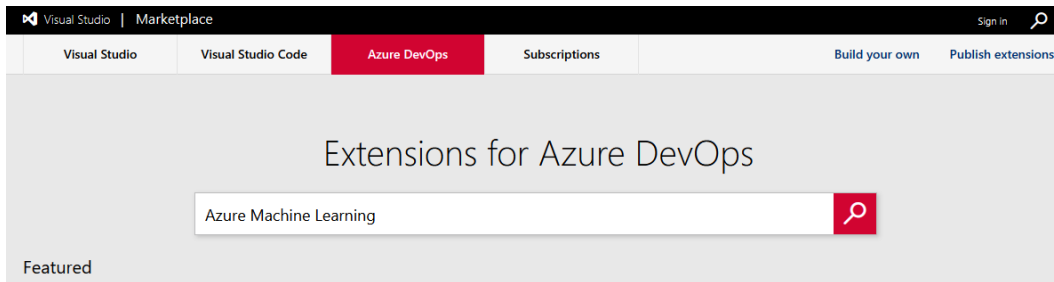 Visual Studio | Marketplace Sign in
Visual Studio Visual Studio Code Azure DevOps Subscriptions Build your own Publish extensions
Extensions for Azure DevOps
Azure Machine Learning
Featured